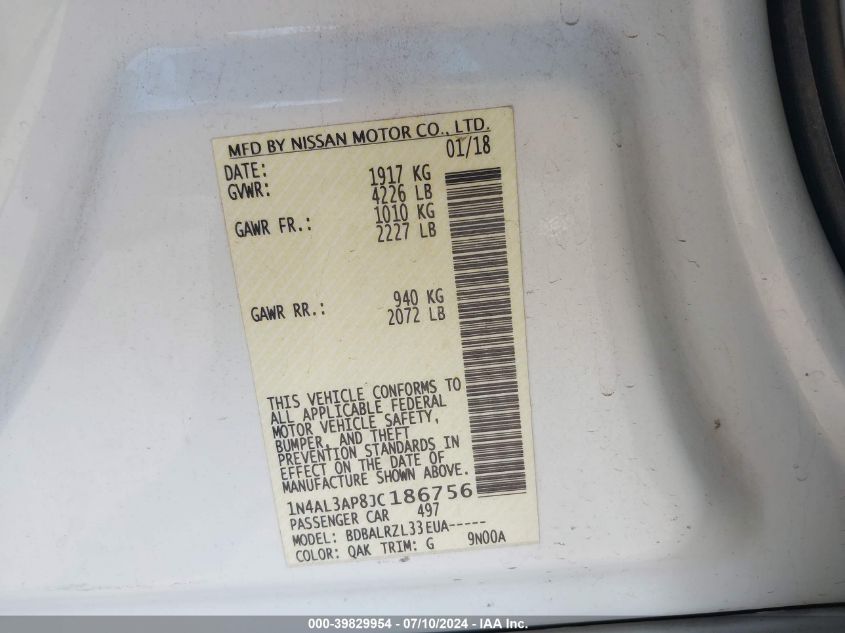 MFD BY NISSAN MOTOR CO., LTD.
DATE: 01/18
GVWR: 1917 KG
4226 LB
GAWR FR.: 1010 KG
2227 LB
GAWR RR.: 940 KG
2072 LB
THIS VEHICLE CONFORMS TO
ALL APPLICABLE FEDERAL
MOTOR VEHICLE SAFETY,
BUMPER, AND THEFT
PREVENTION STANDARDS IN
EFFECT ON THE DATE OF
MANUFACTURE SHOWN ABOVE.
1N4AL3AP8JC186756
PASSENGER CAR 497
MODEL: BDBALRZL33EUA-----
COLOR: QAK TRIM: G 9N00A
000-39829954 - 07/10/2024 - IAA Inc.